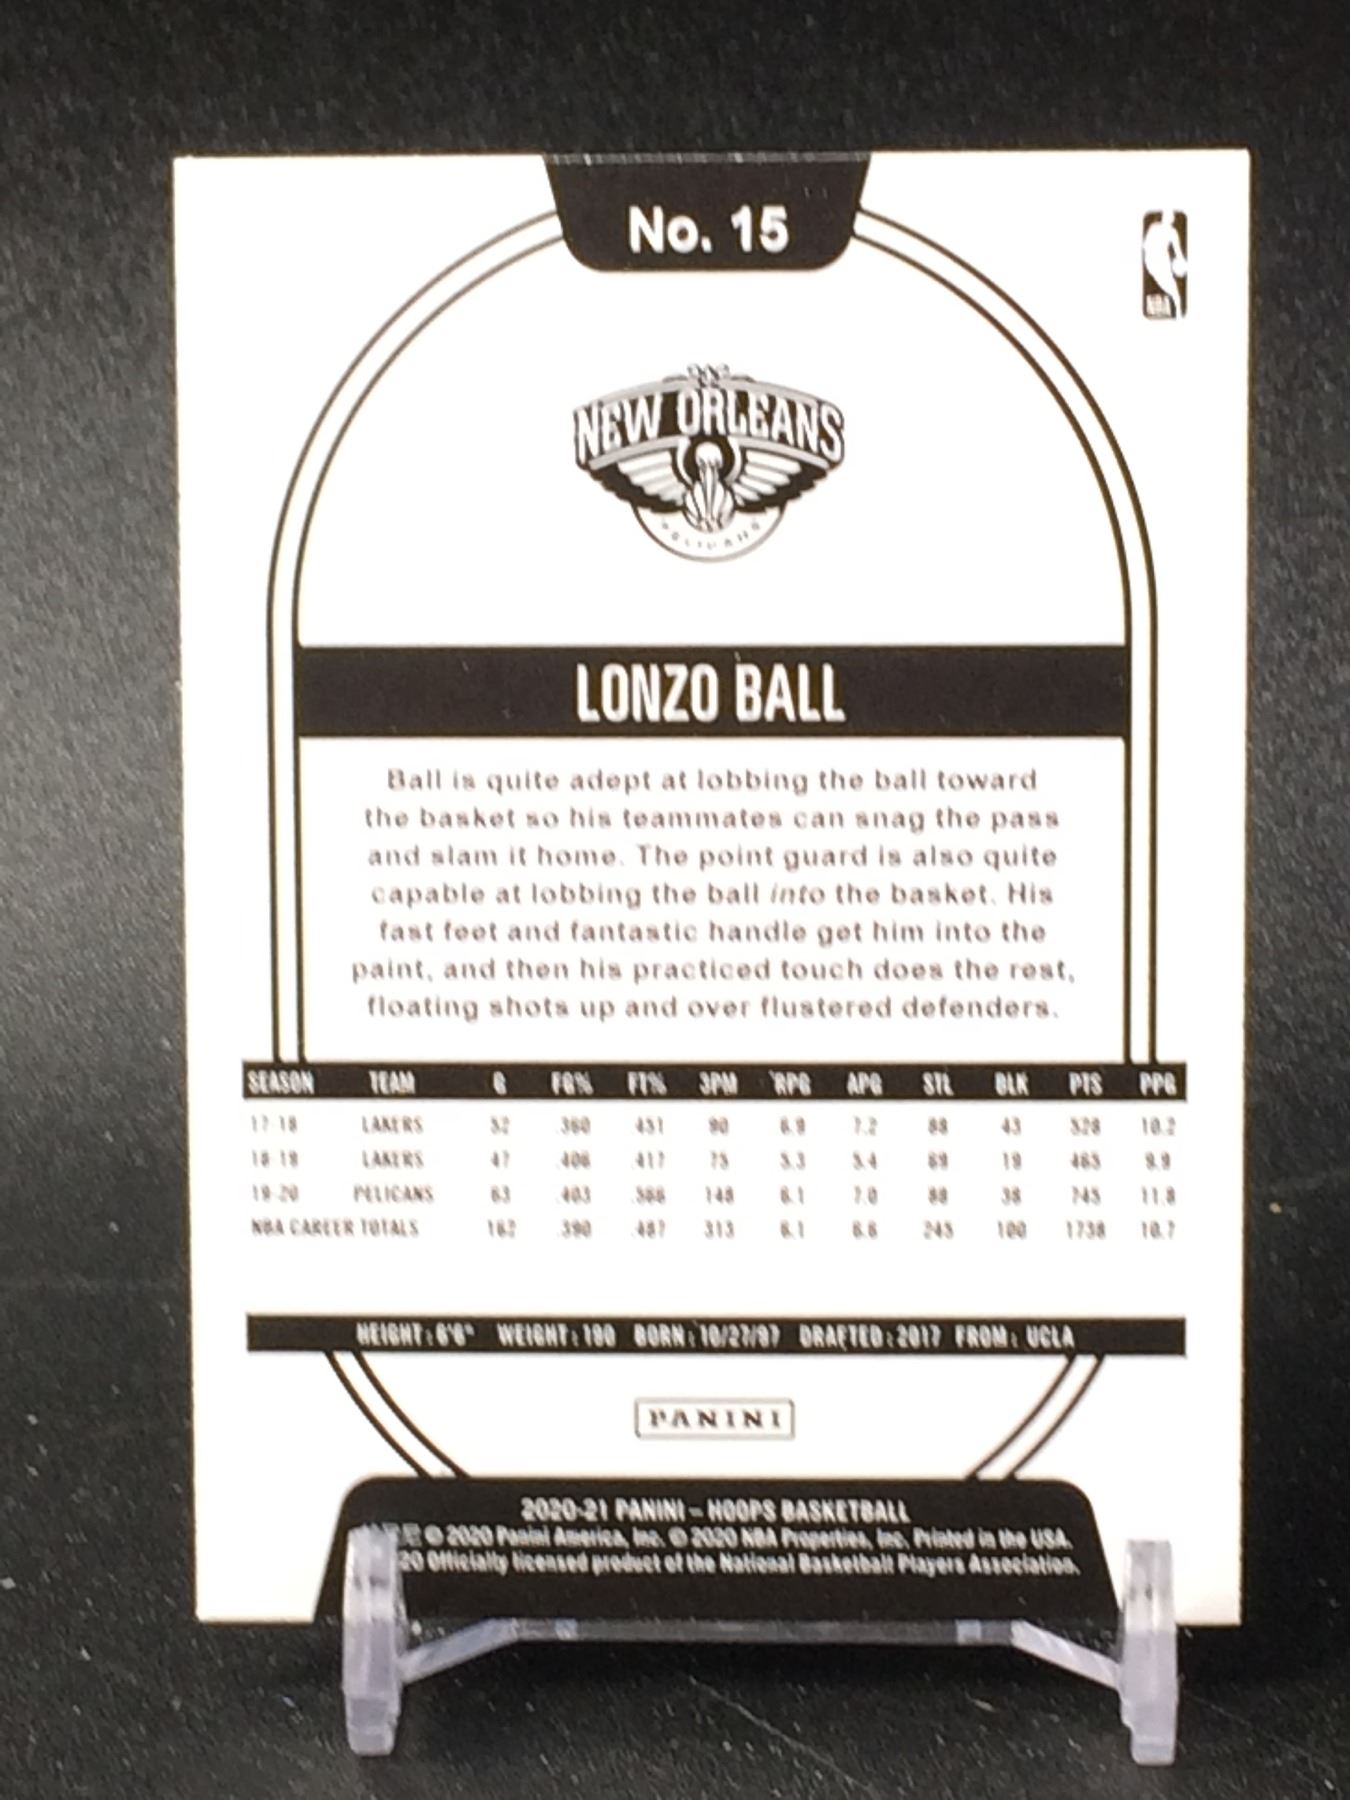 No. 15
NBA
NEW ORLEANS
PELICANS
LONZO BALL
Ball is quite adept at lobbing the ball toward
the basket so his teammates can snag the pass
and slam it home. The point guard is also quite
capable at lobbing the ball into the basket. His
fast feet and fantastic handle get him into the
paint, and then his practiced touch does the rest,
floating shots up and over flustered defenders.
SEASON TEAM G FG% FT% 3PM RPG APG STL BLK PTS PPG
17-18 LAKERS 52 .360 .451 90 6.9 7.2 88 43 528 10.2
18-19 LAKERS 47 .406 .417 75 5.3 5.4 69 19 465 9.9
19-20 PELICANS 63 .403 .566 148 6.1 7.0 88 38 745 11.8
NBA CAREER TOTALS 162 .390 .487 313 6.1 6.6 245 100 1738 10.7
HEIGHT: 6'6" WEIGHT: 190 BORN: 10/27/97 DRAFTED: 2017 FROM: UCLA
PANINI
2020-21 PANINI – HOOPS BASKETBALL
© 2020 Panini America, Inc. © 2020 NBA Properties, Inc. Printed in the USA.
20 Officially licensed product of the National Basketball Players Association.